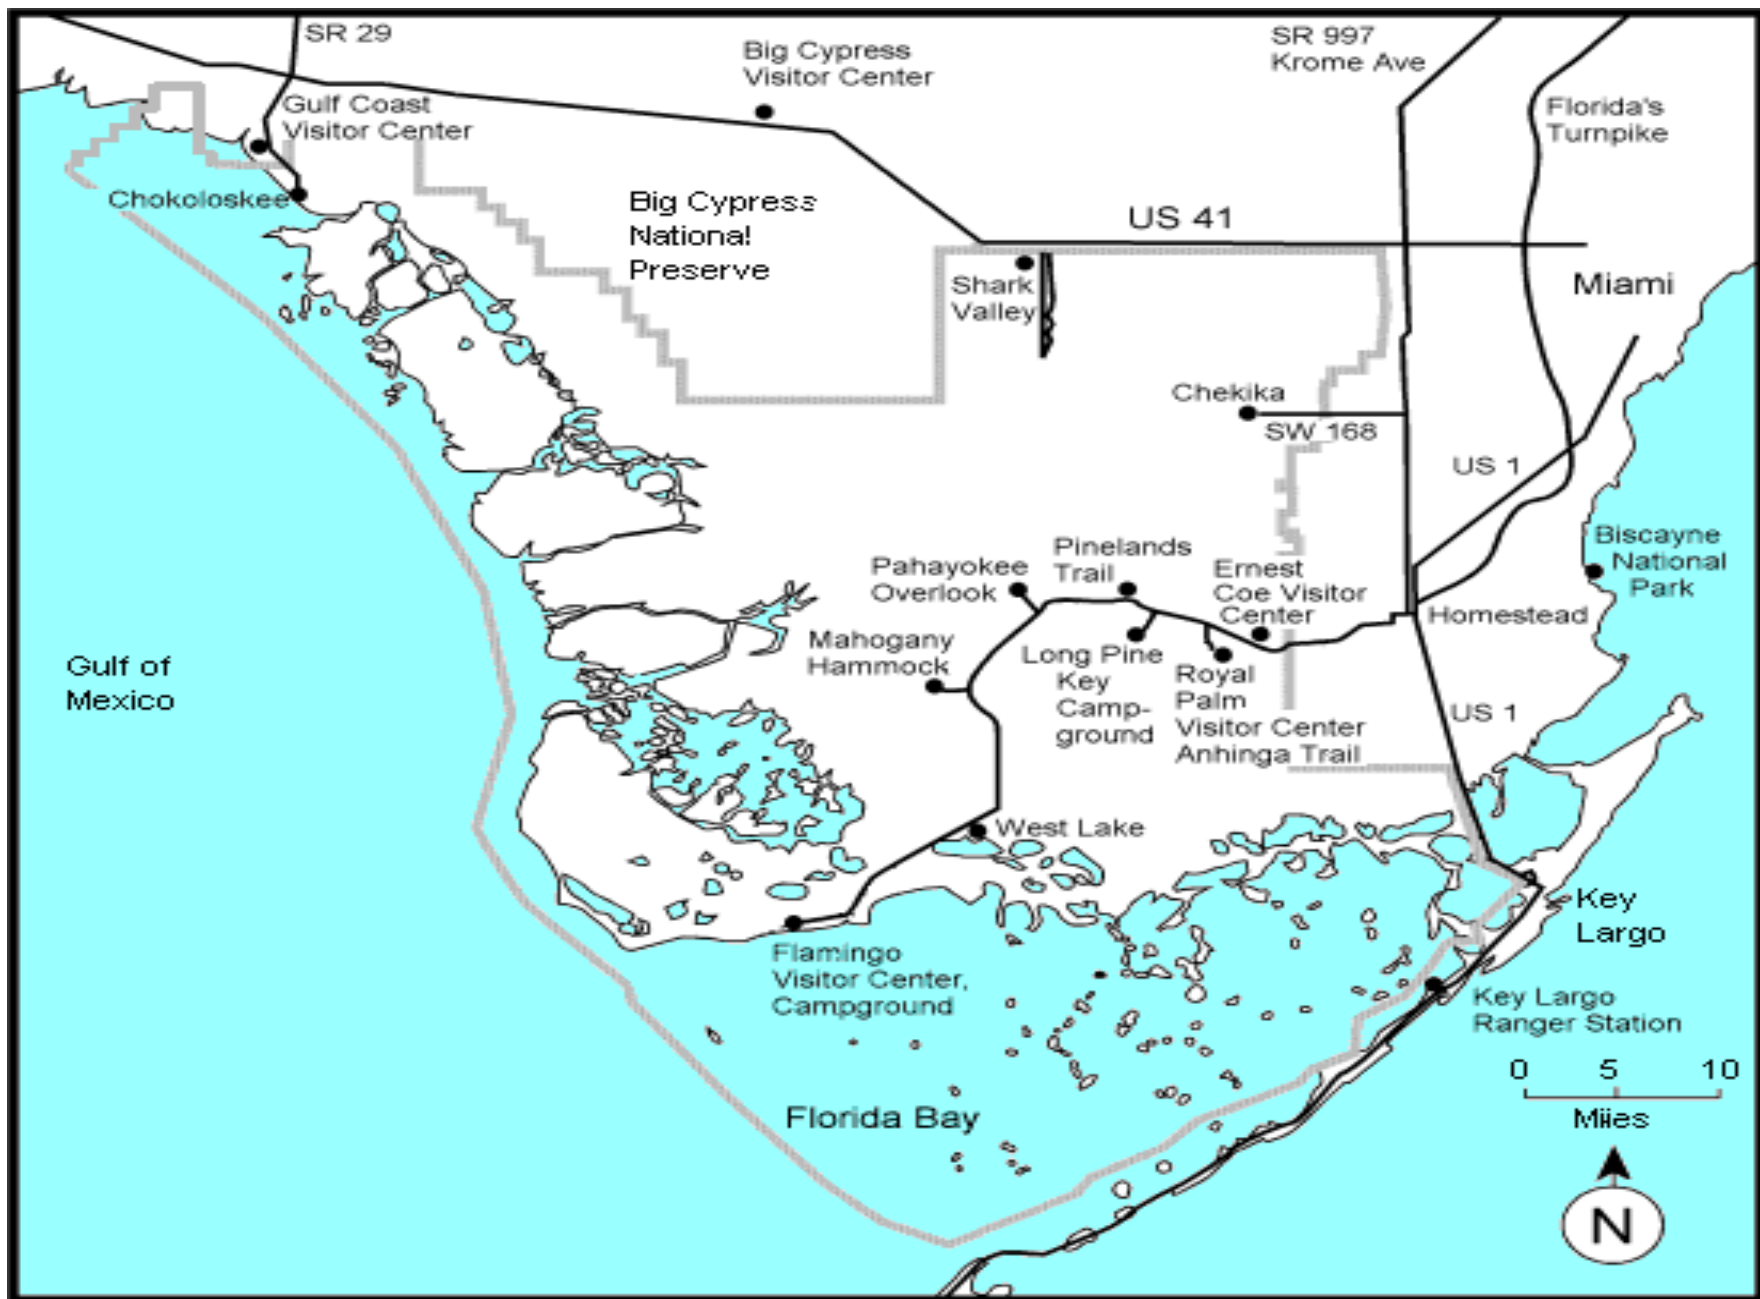 SR 29
Big Cypress
Visitor Center
SR 997
Krome Ave
Gulf Coast
Visitor Center
Florida's
Turnpike
Chokoloskee
Big Cypress
National
Preserve
US 41
Shark
Valley
Miami
Chekika
SW 168
US 1
Biscayne
National
Park
Pahayokee
Overlook
Pinelands
Trail
Ernest
Coe Visitor
Center
Homestead
Mahogany
Hammock
Long Pine
Key
Camp-
ground
Royal
Palm
Visitor Center
Anhinga Trail
Gulf of
Mexico
US 1
West Lake
Key
Largo
Flamingo
Visitor Center,
Campground
Key Largo
Ranger Station
0 5 10
Miles
Florida Bay
N